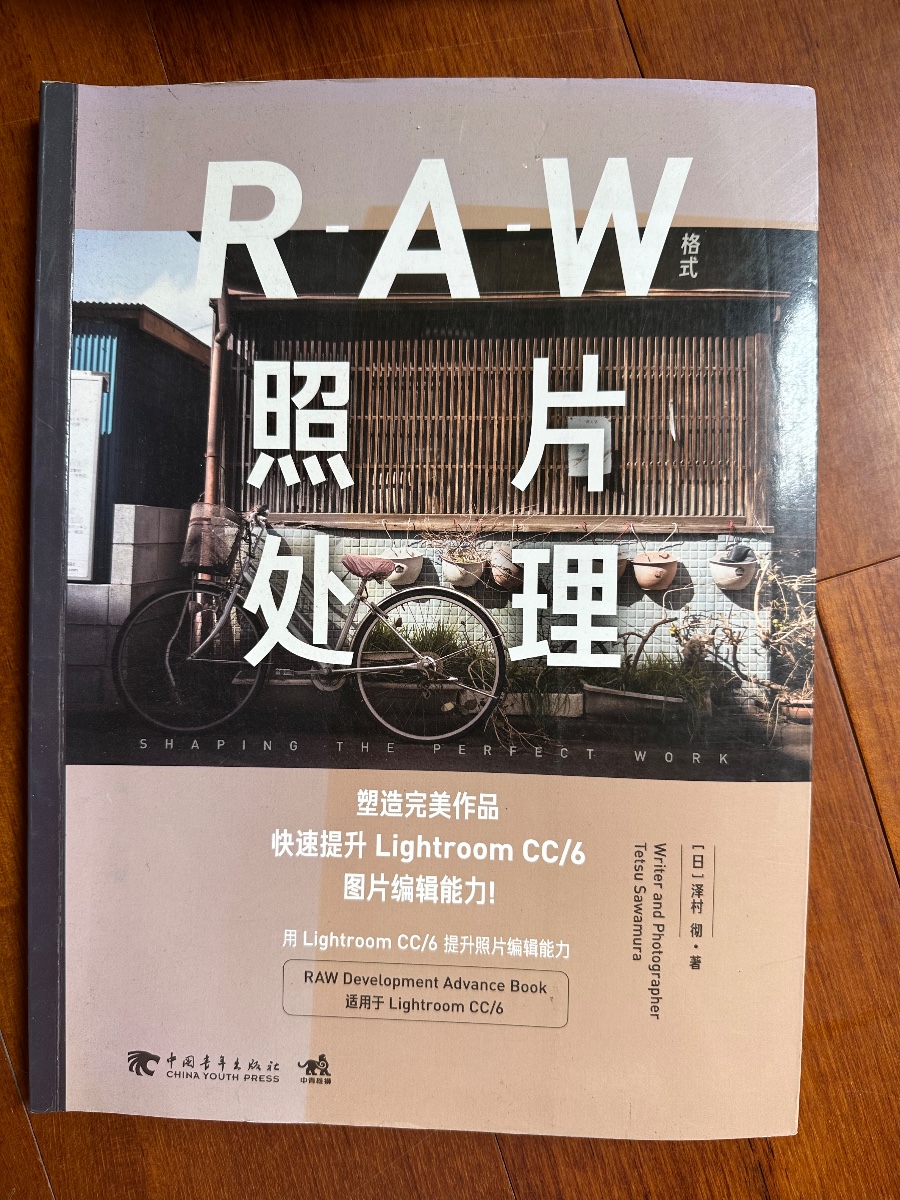 R-A-W
格式
照片
处理
SHAPING THE PERFECT WORK
塑造完美作品
快速提升 Lightroom CC/6
图片编辑能力!
用 Lightroom CC/6 提升照片编辑能力
RAW Development Advance Book
适用于 Lightroom CC/6
[日]泽村 彻·著
Writer and Photographer
Tetsu Sawamura
中国青年出版社
CHINA YOUTH PRESS
中青雄狮